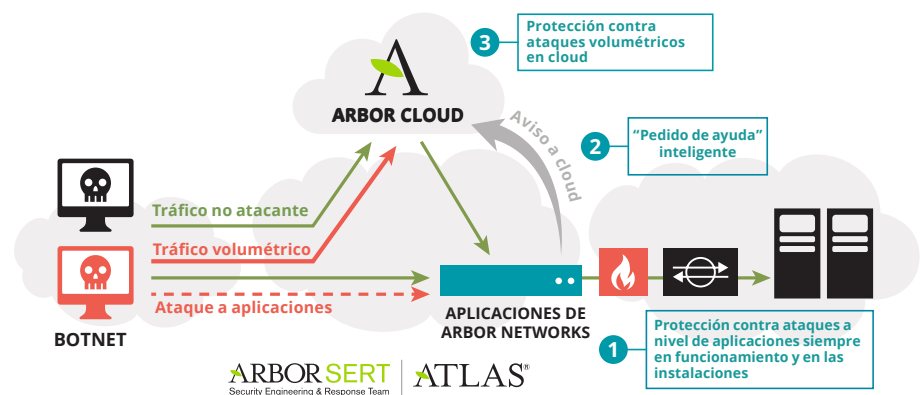 3
Protección contra
ataques volumétricos
en cloud
ARBOR CLOUD
Aviso a cloud
2
“Pedido de ayuda”
inteligente
Tráfico no atacante
Tráfico volumétrico
Ataque a aplicaciones
BOTNET
APLICACIONES DE
ARBOR NETWORKS
1
Protección contra ataques a
nivel de aplicaciones siempre
en funcionamiento y en las
instalaciones
ARBOR SERT
Security Engineering & Response Team
ATLAS®